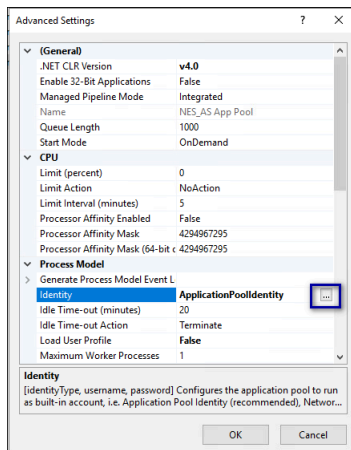 Advanced Settings ? ×
(General)
.NET CLR Version v4.0
Enable 32-Bit Applications False
Managed Pipeline Mode Integrated
Name NES_AS App Pool
Queue Length 1000
Start Mode OnDemand
CPU
Limit (percent) 0
Limit Action NoAction
Limit Interval (minutes) 5
Processor Affinity Enabled False
Processor Affinity Mask 4294967295
Processor Affinity Mask (64-bit c 4294967295
Process Model
Generate Process Model Event L
Identity ApplicationPoolIdentity ...
Idle Time-out (minutes) 20
Idle Time-out Action Terminate
Load User Profile False
Maximum Worker Processes 1
Identity
[identityType, username, password] Configures the application pool to run
as built-in account, i.e. Application Pool Identity (recommended), Networ...
OK Cancel